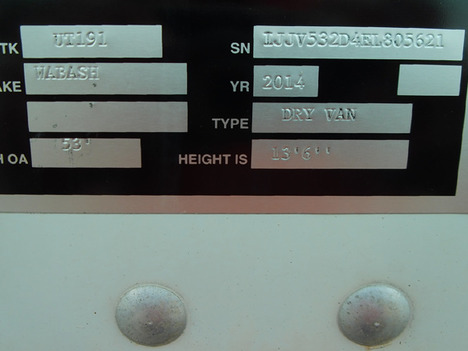 TK UT191 SN 1JJV532D4EL805621
AKE WABASH YR 2014
TYPE DRY VAN
H OA 53' HEIGHT IS 13'6''